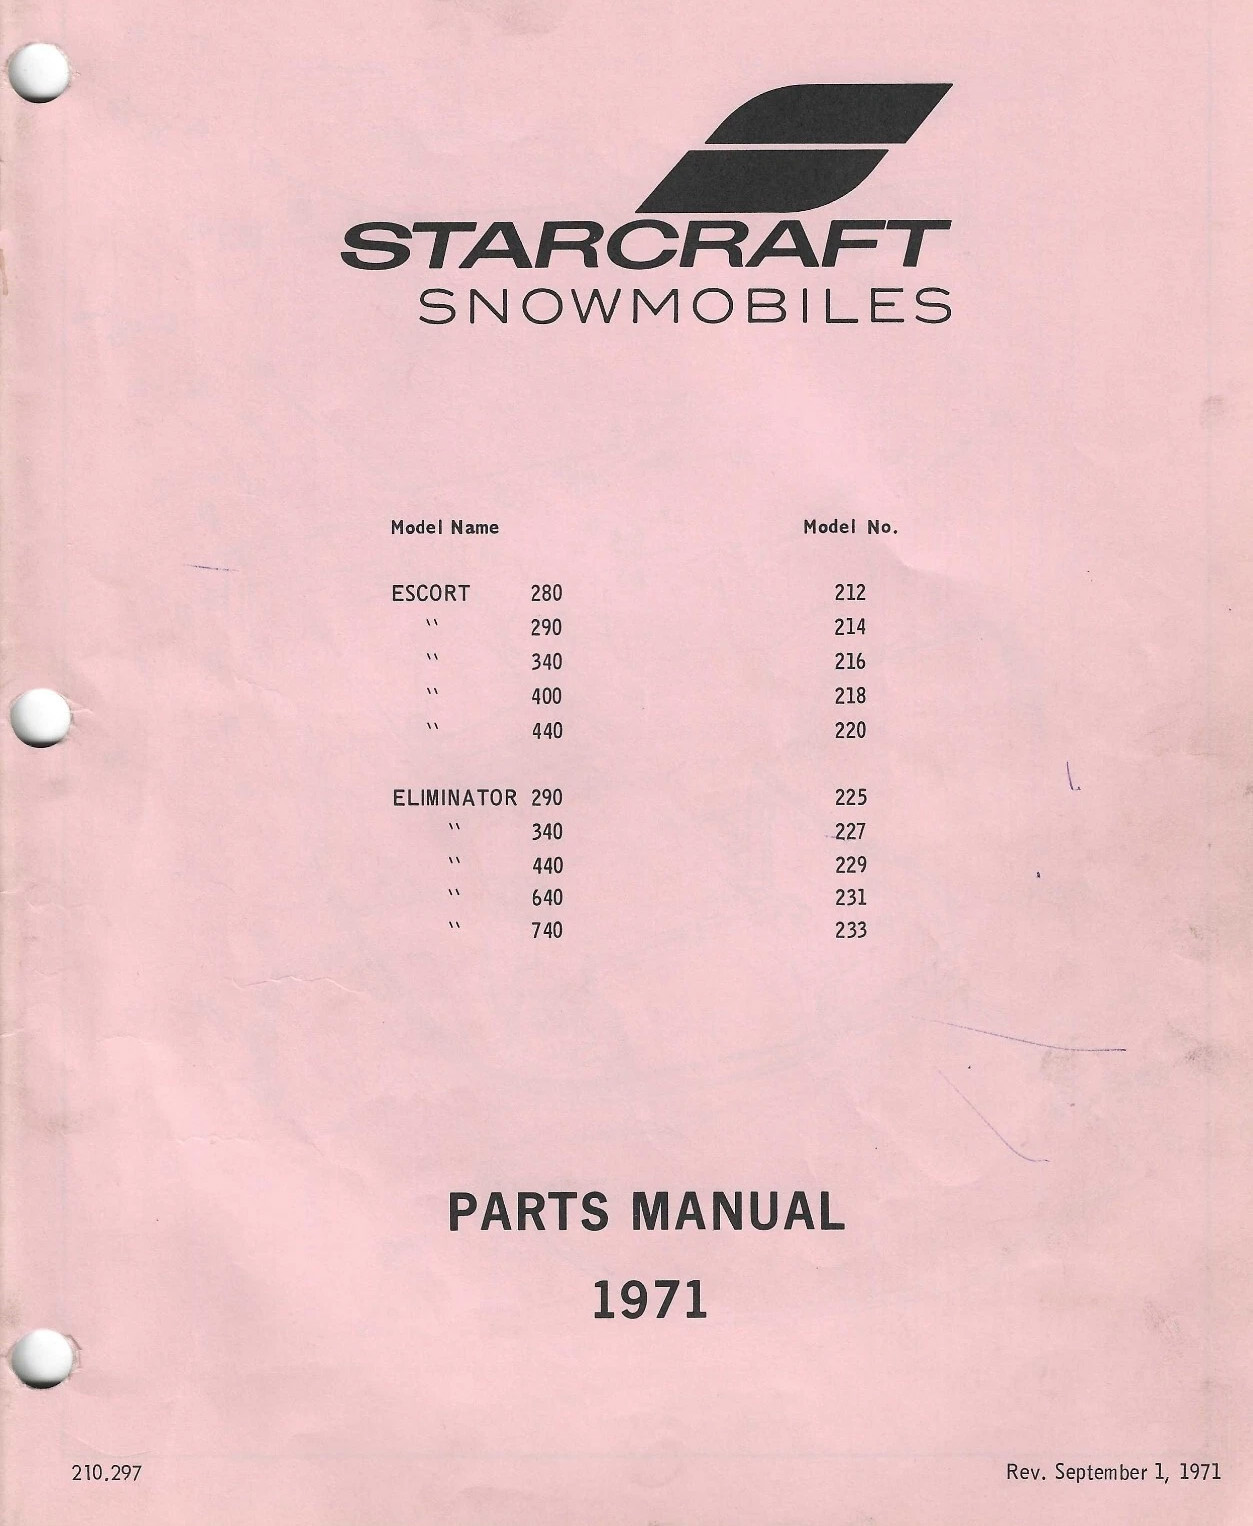 STARCRAFT
SNOWMOBILES
Model Name Model No.
ESCORT 280 212
" 290 214
" 340 216
" 400 218
" 440 220
ELIMINATOR 290 225
" 340 227
" 440 229
" 640 231
" 740 233
PARTS MANUAL
1971
210.297 Rev. September 1, 1971